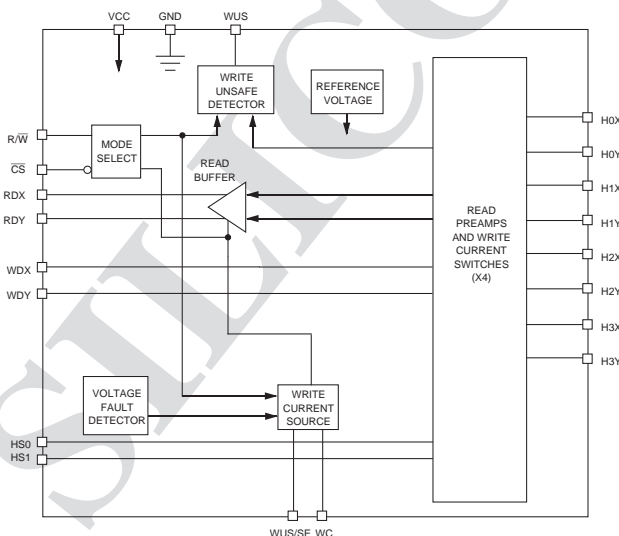 VCC GND WUS
WRITE
UNSAFE
DETECTOR
REFERENCE
VOLTAGE
R/W̅
C̅S̅
MODE
SELECT
READ
BUFFER
RDX
RDY
WDX
WDY
READ
PREAMPS
AND WRITE
CURRENT
SWITCHES
(X4)
H0X
H0Y
H1X
H1Y
H2X
H2Y
H3X
H3Y
VOLTAGE
FAULT
DETECTOR
WRITE
CURRENT
SOURCE
HS0
HS1
WUS/SE WC